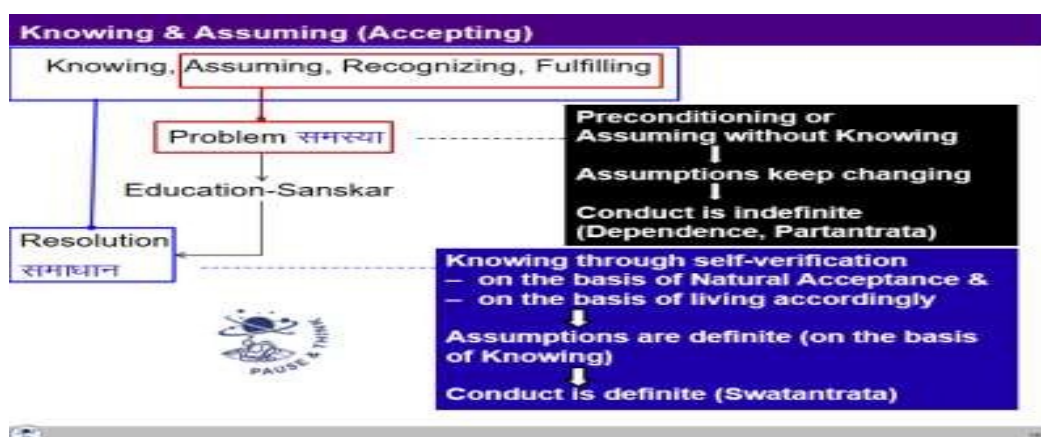 Knowing & Assuming (Accepting)
Knowing, Assuming, Recognizing, Fulfilling
Problem समस्या
Education-Sanskar
Resolution
समाधान
Preconditioning or
Assuming without Knowing
Assumptions keep changing
Conduct is indefinite
(Dependence, Partantrata)
Knowing through self-verification
– on the basis of Natural Acceptance &
– on the basis of living accordingly
Assumptions are definite (on the basis
of Knowing)
Conduct is definite (Swatantrata)
PAUSE & THINK